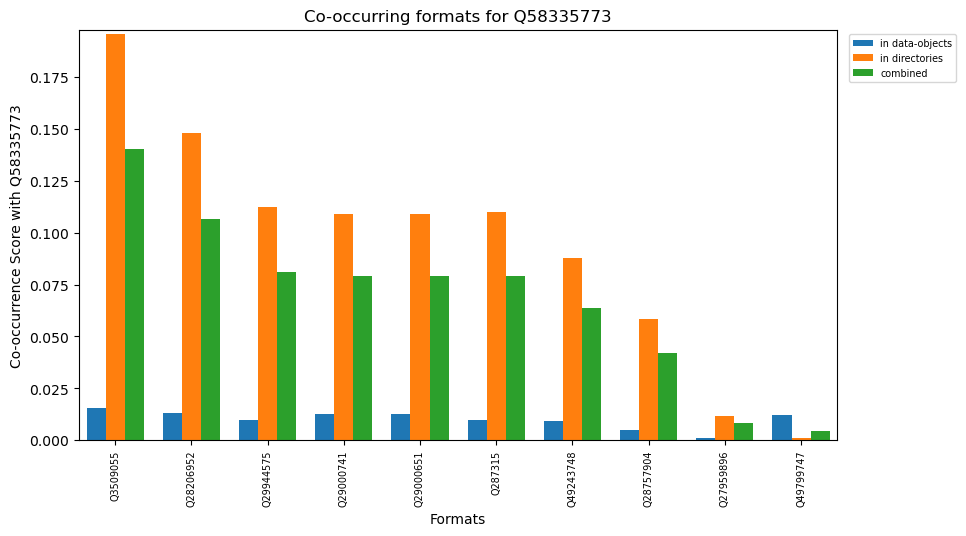 Co-occurring formats for Q58335773
in data-objects
in directories
combined
Co-occurrence Score with Q58335773
0.175
0.150
0.125
0.100
0.075
0.050
0.025
0.000
Q3509055
Q28206952
Q29944575
Q29000741
Q29000651
Q287315
Q49243748
Q28757904
Q27959896
Q49799747
Formats